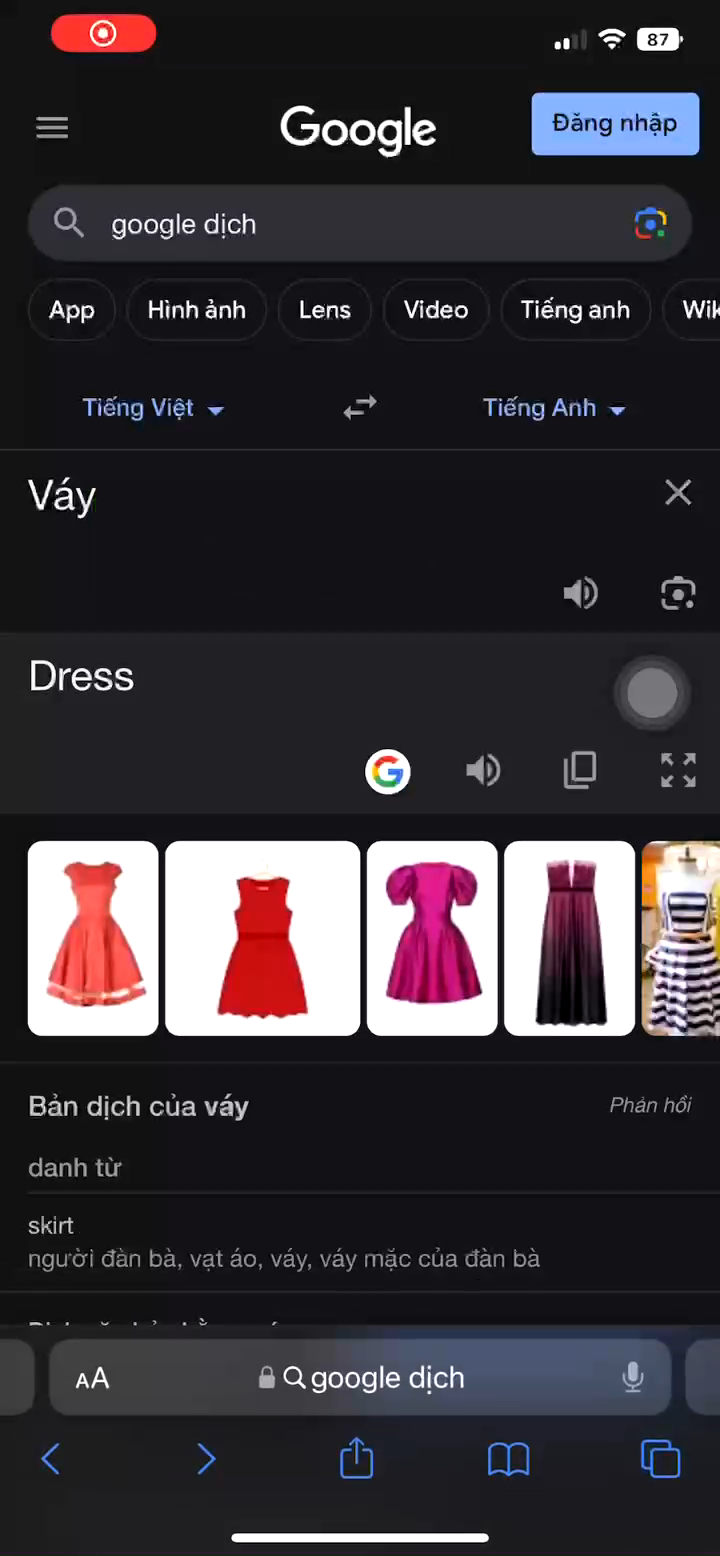 87
Google
Đăng nhập
google dịch
App Hình ảnh Lens Video Tiếng anh
Tiếng Việt Tiếng Anh
Váy
Dress
Bản dịch của váy Phản hồi
danh từ
skirt
người đàn bà, vạt áo, váy, váy mặc của đàn bà
AA google dịch